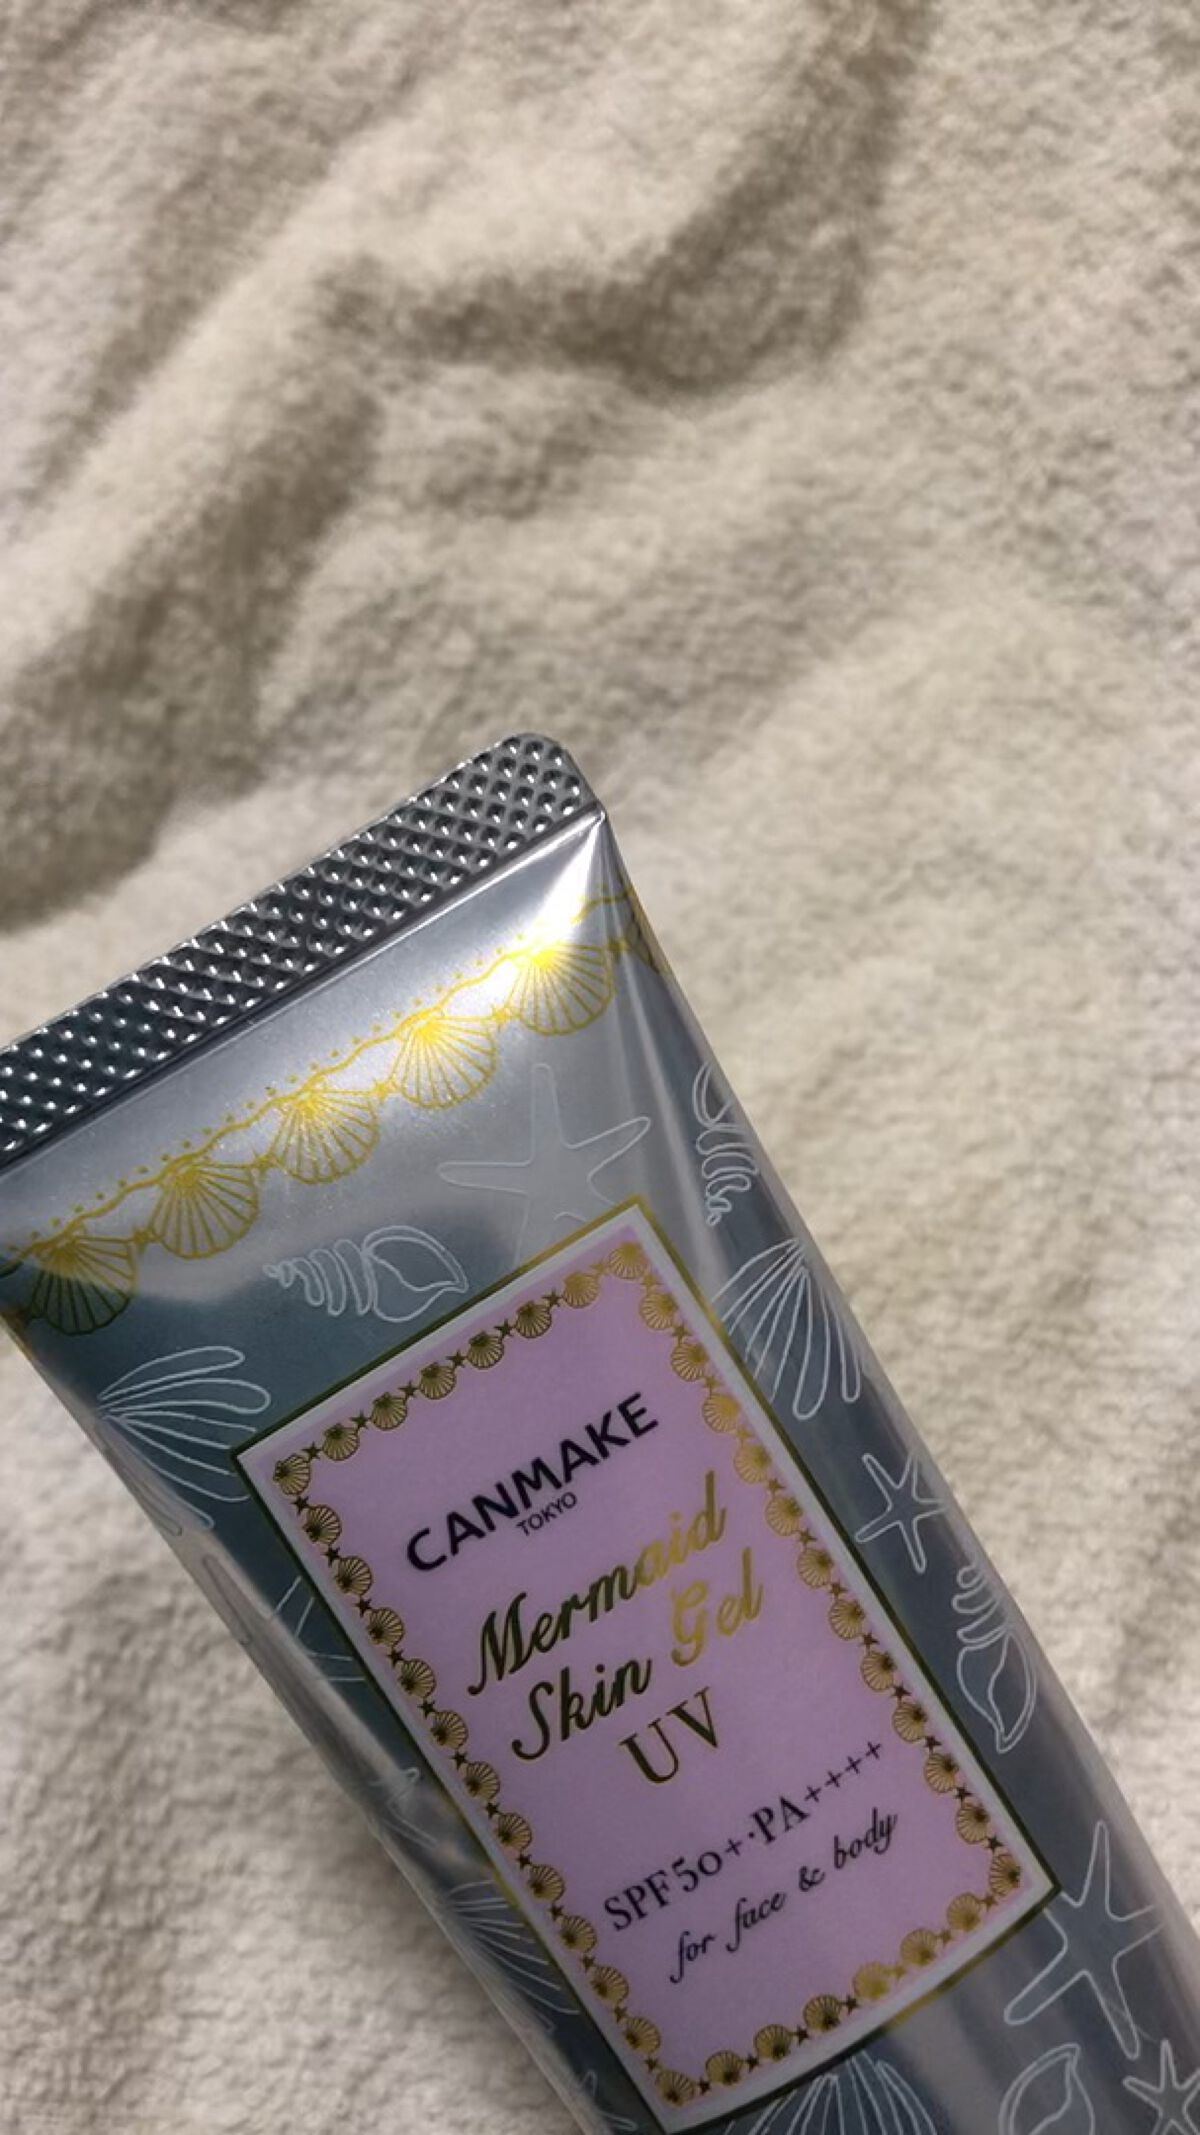 CANMAKE
TOKYO
Mermaid
Skin Gel
UV
SPF50+・PA++++
for face & body